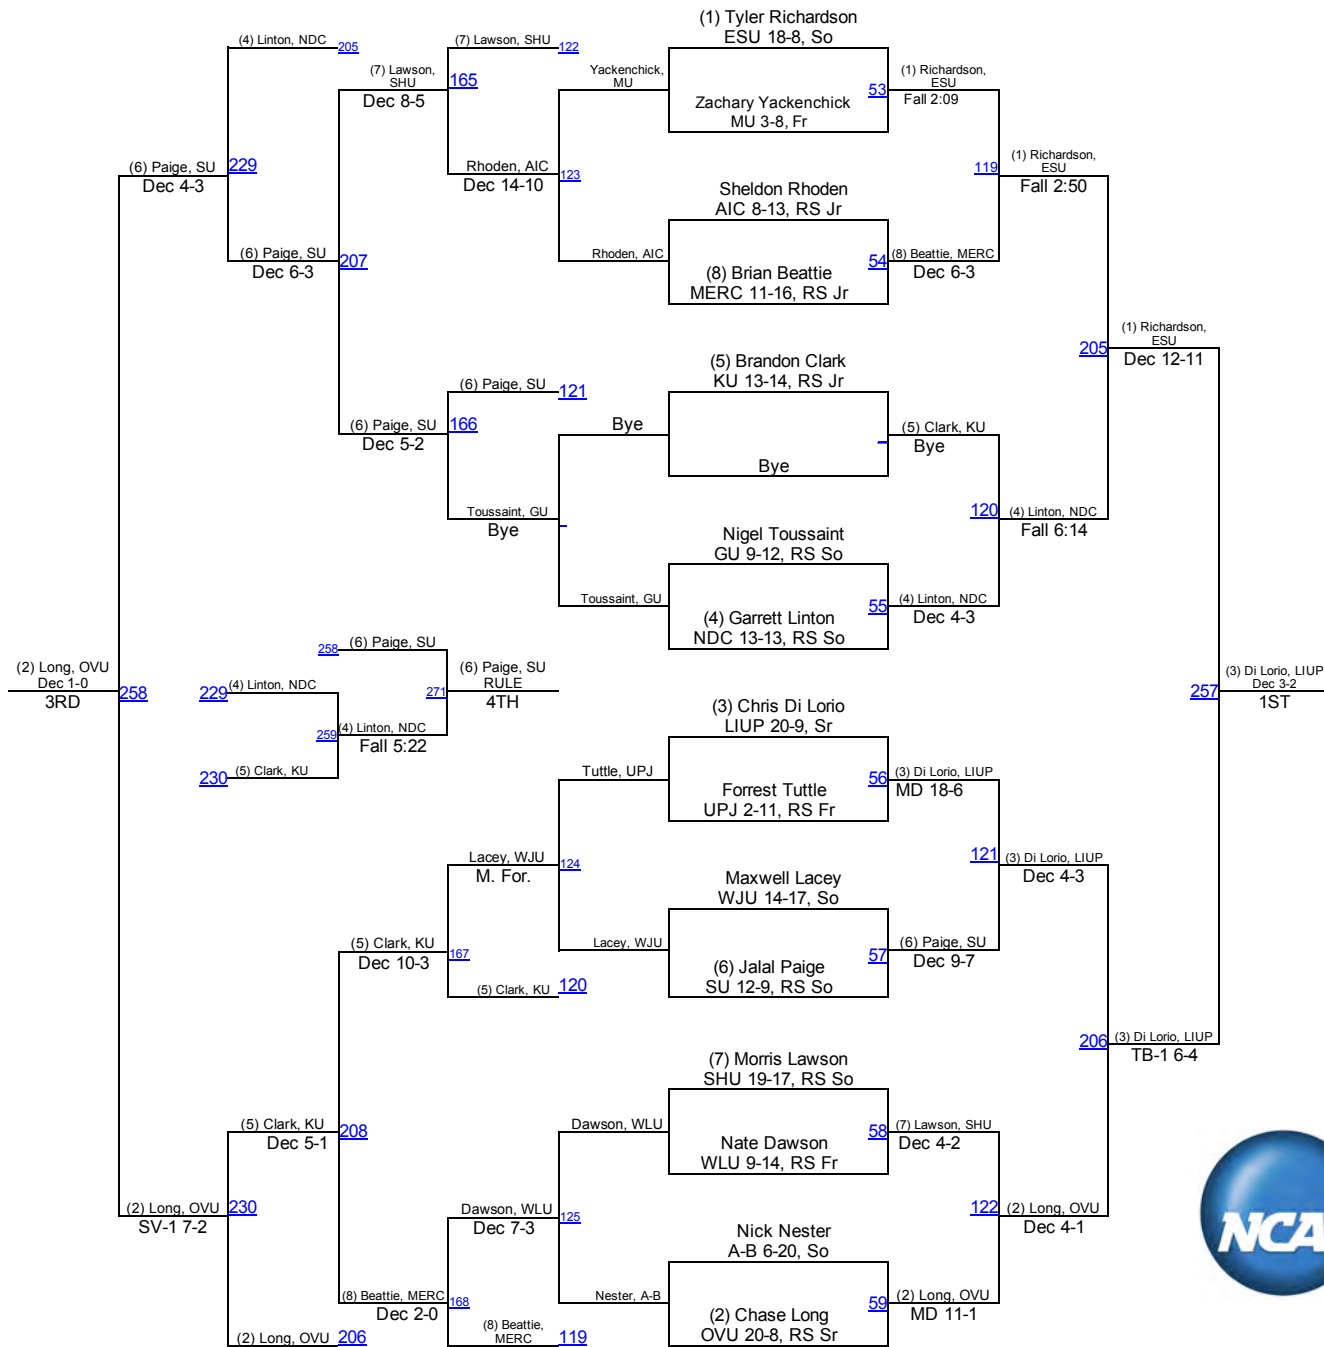 (1) Tyler Richardson
ESU 18-8, So
(4) Linton, NDC
205
(7) Lawson, SHU
122
(7) Lawson,
SHU
Dec 8-5
165
Yackenchick,
MU
Zachary Yackenchick
MU 3-8, Fr
53
(1) Richardson,
ESU
Fall 2:09
(6) Paige, SU
Dec 4-3
229
Rhoden, AIC
Dec 14-10
123
119
(1) Richardson,
ESU
Fall 2:50
Sheldon Rhoden
AIC 8-13, RS Jr
(6) Paige, SU
Dec 6-3
207
Rhoden, AIC
(8) Brian Beattie
MERC 11-16, RS Jr
54
(8) Beattie, MERC
Dec 6-3
205
(1) Richardson,
ESU
Dec 12-11
(5) Brandon Clark
KU 13-14, RS Jr
(6) Paige, SU
121
(6) Paige, SU
Dec 5-2
166
Bye
Bye
(5) Clark, KU
Bye
Toussaint, GU
Bye
120
(4) Linton, NDC
Fall 6:14
Nigel Toussaint
GU 9-12, RS So
Toussaint, GU
(4) Garrett Linton
NDC 13-13, RS So
55
(4) Linton, NDC
Dec 4-3
258
(6) Paige, SU
(2) Long, OVU
Dec 1-0
3RD
258
229
(4) Linton, NDC
271
(6) Paige, SU
RULE
4TH
257
(3) Di Lorio, LIUP
Dec 3-2
1ST
259
(4) Linton, NDC
Fall 5:22
230
(5) Clark, KU
(3) Chris Di Lorio
LIUP 20-9, Sr
Tuttle, UPJ
Forrest Tuttle
UPJ 2-11, RS Fr
56
(3) Di Lorio, LIUP
MD 18-6
Lacey, WJU
M. For.
124
121
(3) Di Lorio, LIUP
Dec 4-3
Maxwell Lacey
WJU 14-17, So
(5) Clark, KU
Dec 10-3
167
Lacey, WJU
(6) Jalal Paige
SU 12-9, RS So
57
(6) Paige, SU
Dec 9-7
(5) Clark, KU
120
206
(3) Di Lorio, LIUP
TB-1 6-4
(7) Morris Lawson
SHU 19-17, RS So
(5) Clark, KU
Dec 5-1
208
Dawson, WLU
Nate Dawson
WLU 9-14, RS Fr
58
(7) Lawson, SHU
Dec 4-2
(2) Long, OVU
SV-1 7-2
230
Dawson, WLU
Dec 7-3
125
122
(2) Long, OVU
Dec 4-1
Nick Nester
A-B 6-20, So
(8) Beattie, MERC
Dec 2-0
168
Nester, A-B
(2) Chase Long
OVU 20-8, RS Sr
59
(2) Long, OVU
MD 11-1
(2) Long, OVU
206
(8) Beattie,
MERC
119
NCA